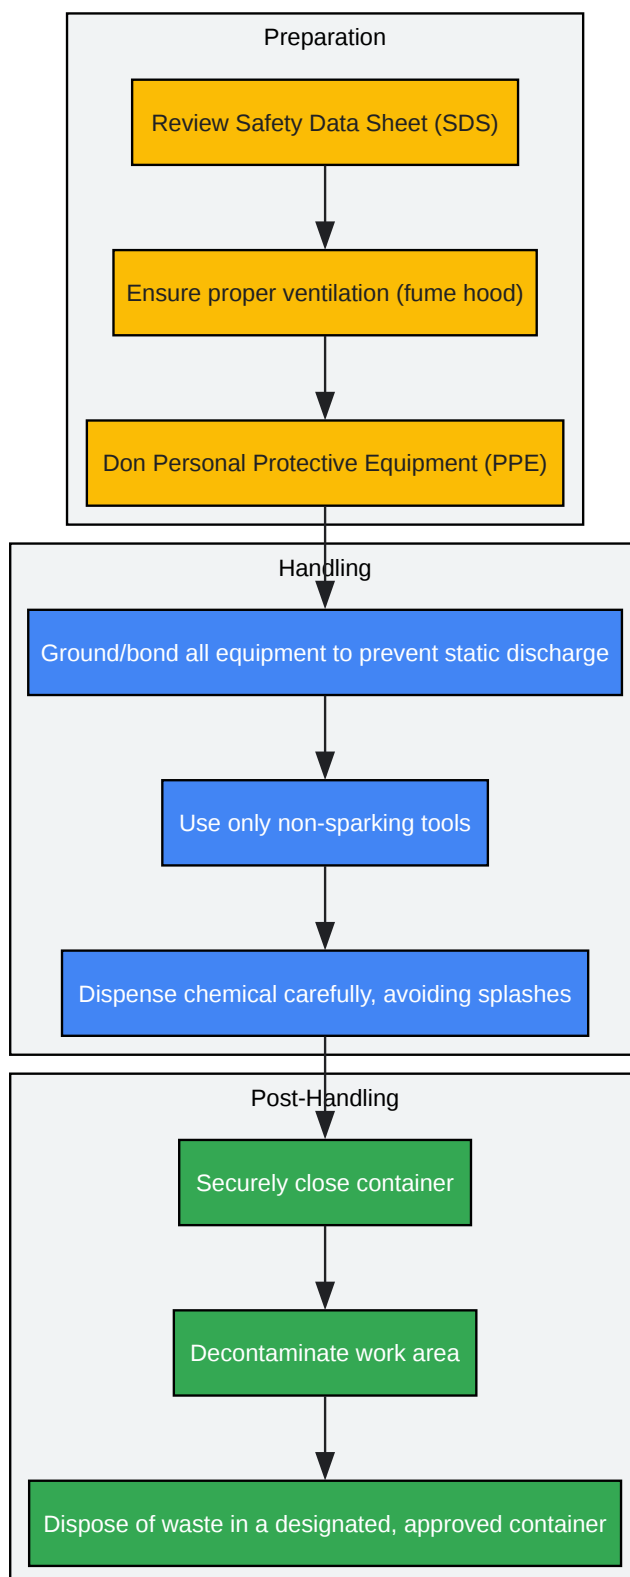 Preparation
Review Safety Data Sheet (SDS)
Ensure proper ventilation (fume hood)
Don Personal Protective Equipment (PPE)
Handling
Ground/bond all equipment to prevent static discharge
Use only non-sparking tools
Dispense chemical carefully, avoiding splashes
Post-Handling
Securely close container
Decontaminate work area
Dispose of waste in a designated, approved container